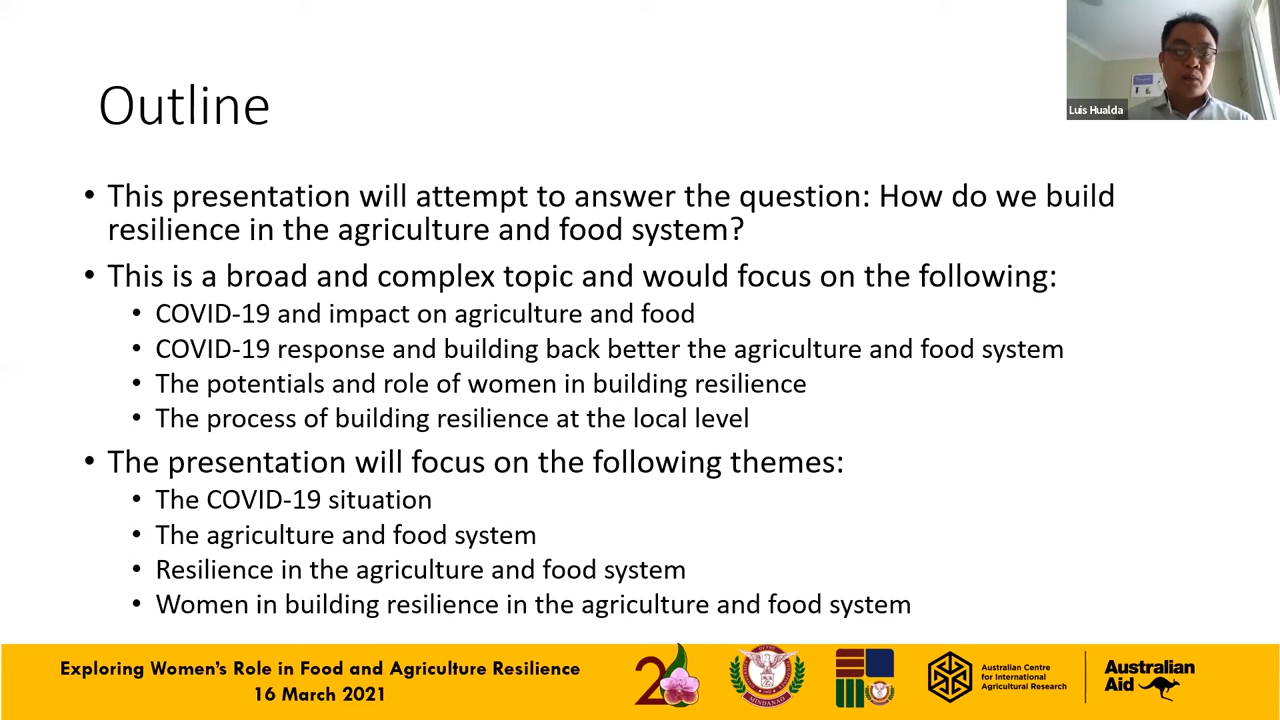 Luis Hualda
Outline
• This presentation will attempt to answer the question: How do we build
resilience in the agriculture and food system?
• This is a broad and complex topic and would focus on the following:
• COVID-19 and impact on agriculture and food
• COVID-19 response and building back better the agriculture and food system
• The potentials and role of women in building resilience
• The process of building resilience at the local level
• The presentation will focus on the following themes:
• The COVID-19 situation
• The agriculture and food system
• Resilience in the agriculture and food system
• Women in building resilience in the agriculture and food system
Exploring Women's Role in Food and Agriculture Resilience
16 March 2021
2
MINDANAO
Australian Centre
for International
Agricultural Research
Australian
Aid